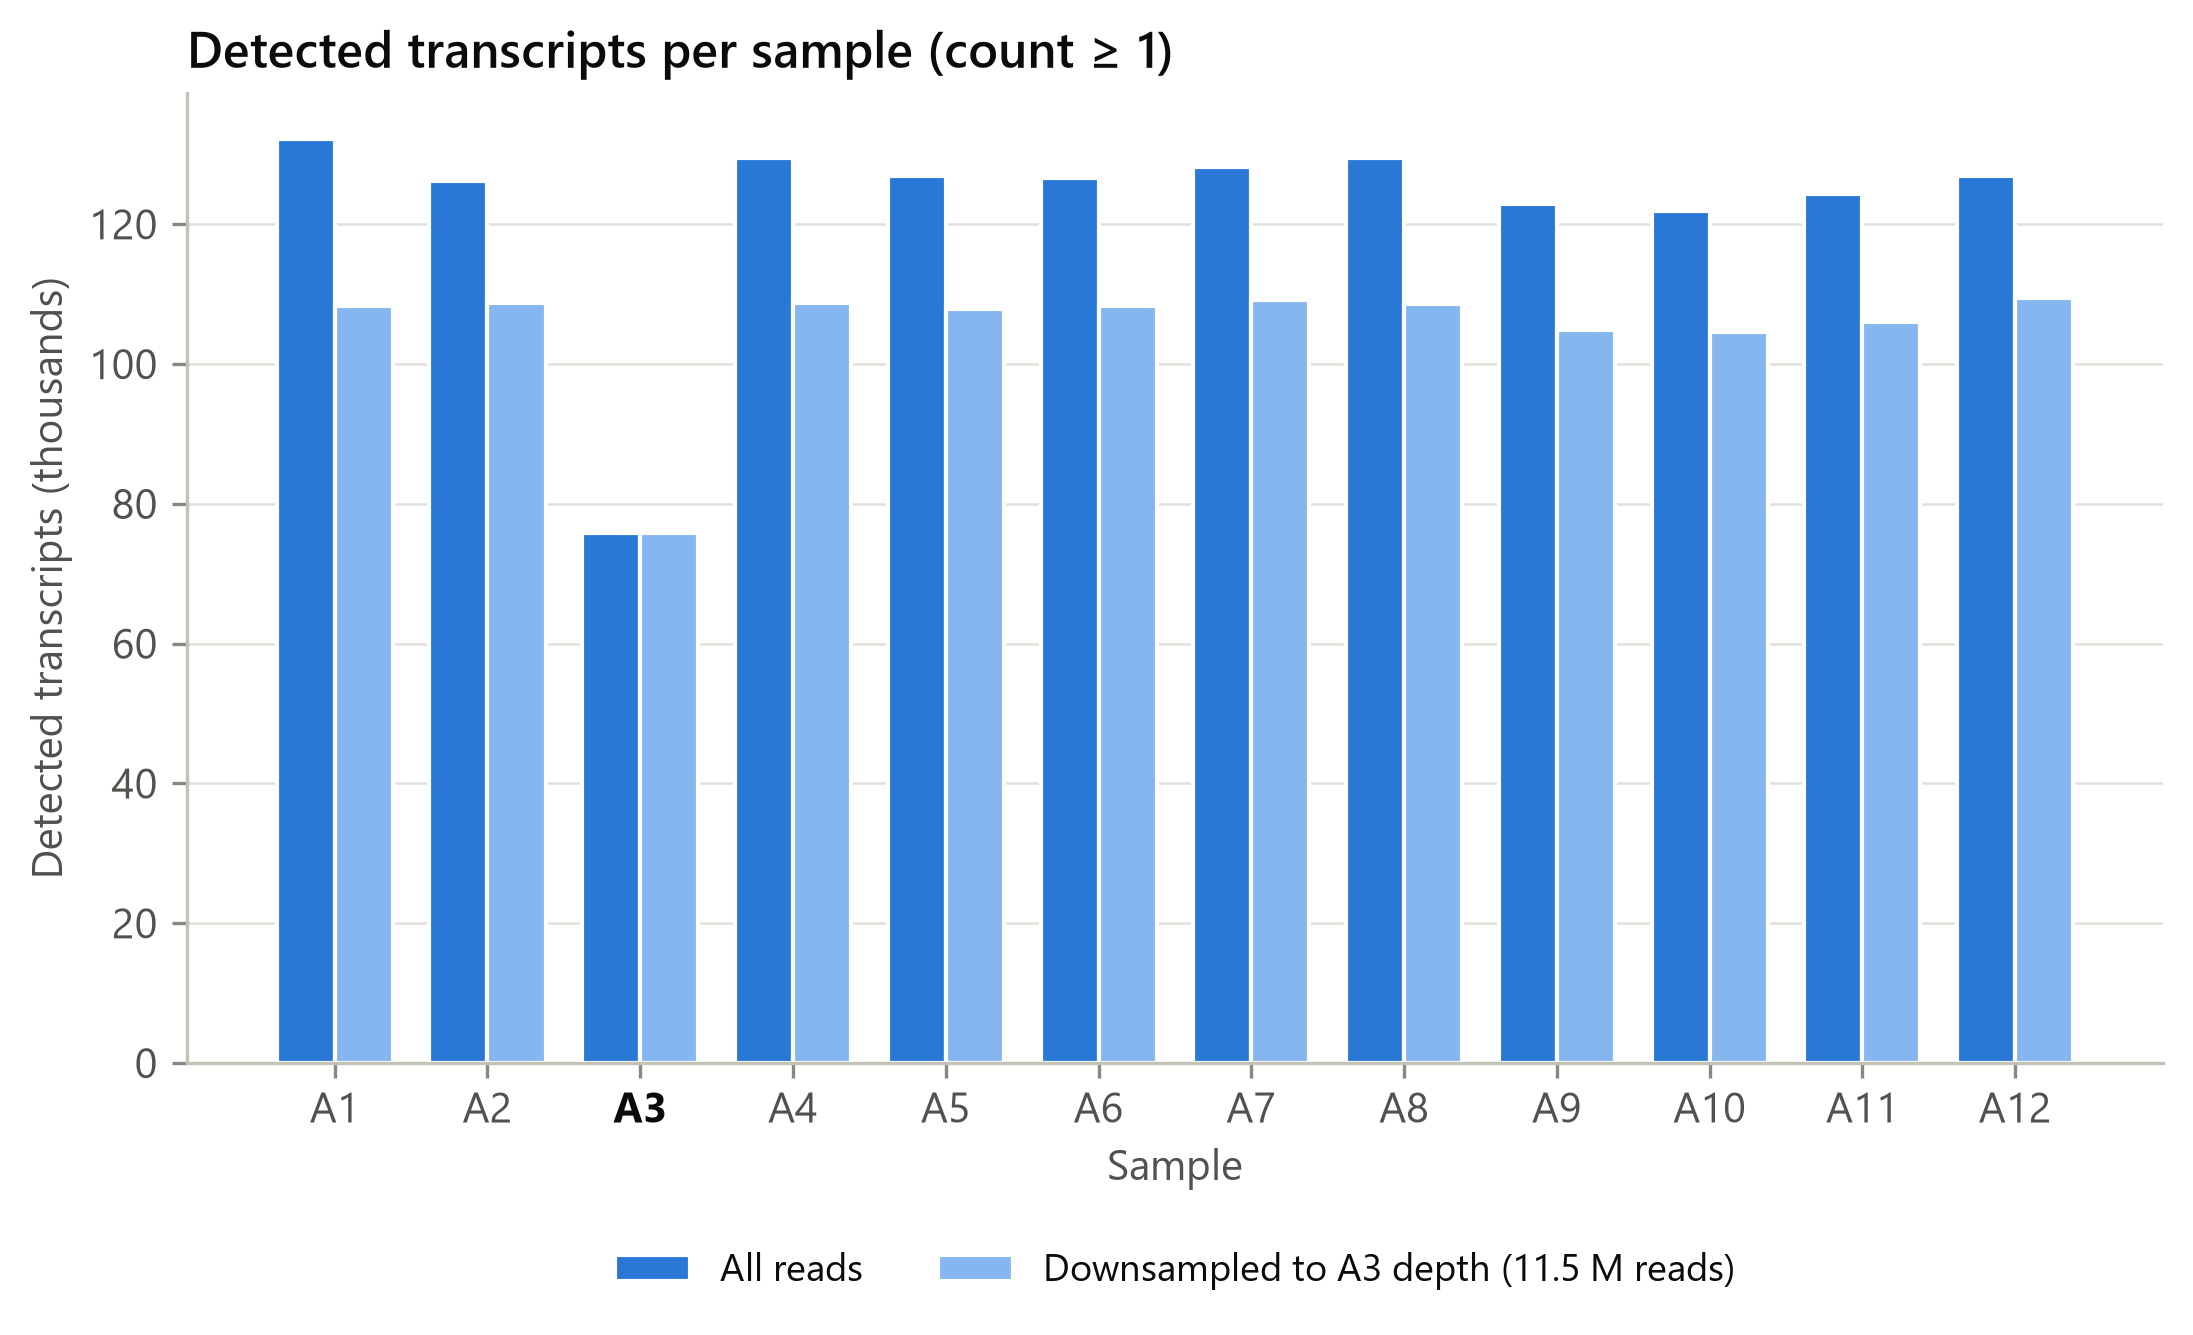 Detected transcripts per sample (count ≥ 1)
Detected transcripts (thousands)
120
100
80
60
40
20
0
A1 A2 A3 A4 A5 A6 A7 A8 A9 A10 A11 A12
Sample
All reads Downsampled to A3 depth (11.5 M reads)